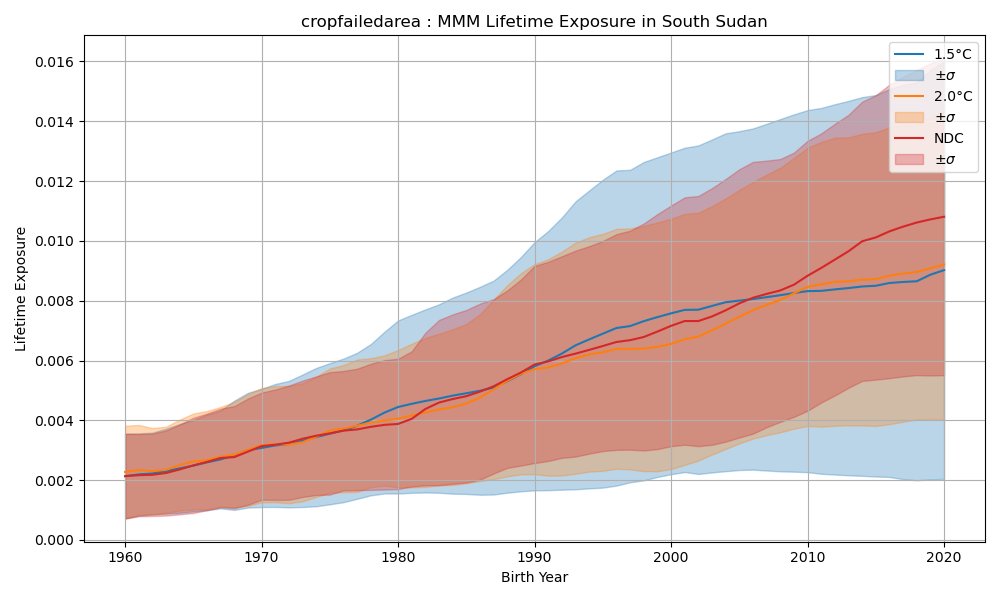 cropfailedarea : MMM Lifetime Exposure in South Sudan
Lifetime Exposure
0.016
0.014
0.012
0.010
0.008
0.006
0.004
0.002
0.000
1.5°C
±σ
2.0°C
±σ
NDC
±σ
1960 1970 1980 1990 2000 2010 2020
Birth Year